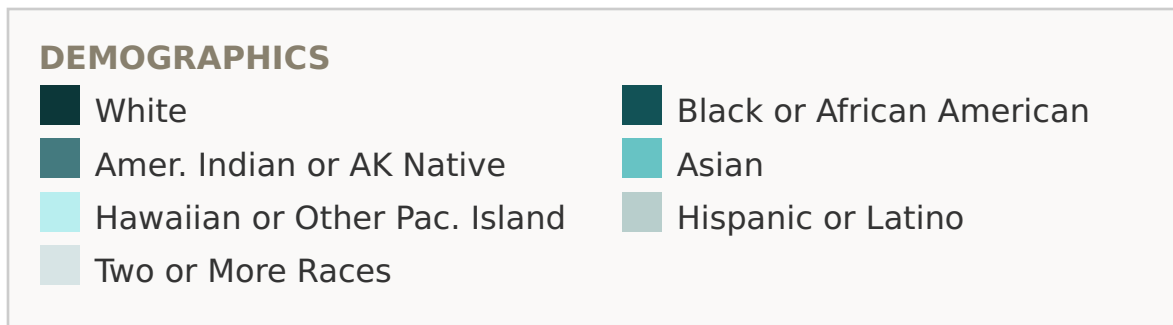 DEMOGRAPHICS
White
Black or African American
Amer. Indian or AK Native
Asian
Hawaiian or Other Pac. Island
Hispanic or Latino
Two or More Races